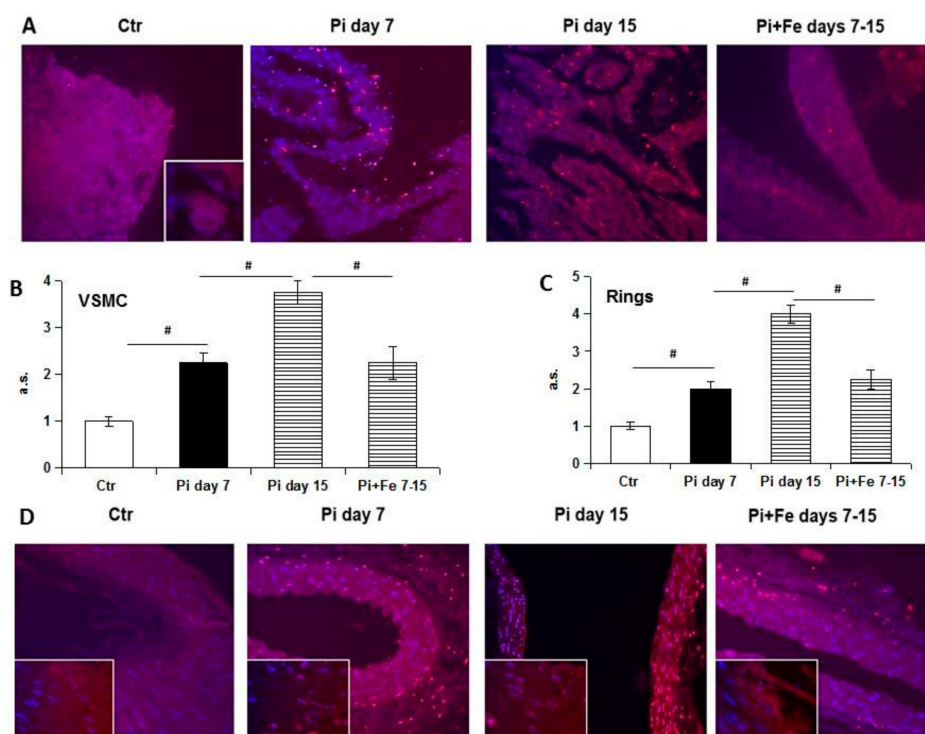 A
Ctr
Pi day 7
Pi day 15
Pi+Fe days 7-15
B
VSMC
#
#
#
a.s.
4
3
2
1
0
Ctr
Pi day 7
Pi day 15
Pi+Fe 7-15
C
Rings
#
#
#
a.s.
5
4
3
2
1
0
Ctr
Pi day 7
Pi day 15
Pi+Fe 7-15
D
Ctr
Pi day 7
Pi day 15
Pi+Fe days 7-15